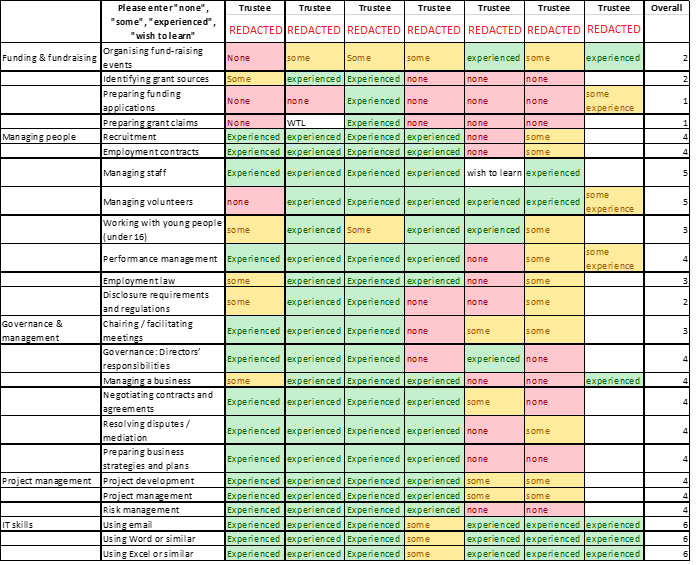 Please enter "none", Trustee Trustee Trustee Trustee Trustee Trustee Trustee Overall
"some", "experienced",
"wish to learn" REDACTED REDACTED REDACTED REDACTED REDACTED REDACTED REDACTED
Funding & fundraising Organising fund-raising events None some Some some experienced some experienced 2
Identifying grant sources Some experienced Experienced none none none 2
Preparing funding applications None none Experienced none none none some experience 1
Preparing grant claims None WTL Experienced none none none 1
Managing people Recruitment Experienced experienced Experienced experienced none some 4
Employment contracts Experienced experienced Experienced experienced none some 4
Managing staff Experienced experienced Experienced experienced wish to learn experienced 5
Managing volunteers none experienced Experienced experienced experienced experienced some experience 5
Working with young people (under 16) some experienced Some experienced experienced some 3
Performance management Experienced experienced Experienced experienced none some some experience 4
Employment law some experienced Experienced experienced none some 3
Disclosure requirements and regulations some experienced Experienced none none some 2
Governance & management Chairing / facilitating meetings Experienced experienced Experienced none some some 3
Governance: Directors' responsibilities Experienced experienced Experienced none experienced none 4
Managing a business some experienced Experienced experienced none none experienced 4
Negotiating contracts and agreements Experienced experienced Experienced experienced some none 4
Resolving disputes / mediation Experienced experienced Experienced experienced none some 4
Preparing business strategies and plans Experienced experienced Experienced experienced none none 4
Project management Project development Experienced experienced Experienced experienced some some 4
Project management Experienced experienced Experienced experienced some some 4
Risk management Experienced experienced Experienced experienced none none 4
IT skills Using email Experienced experienced Experienced some experienced experienced experienced 6
Using Word or similar Experienced experienced Experienced some experienced experienced experienced 6
Using Excel or similar Experienced experienced Experienced some experienced experienced experienced 6